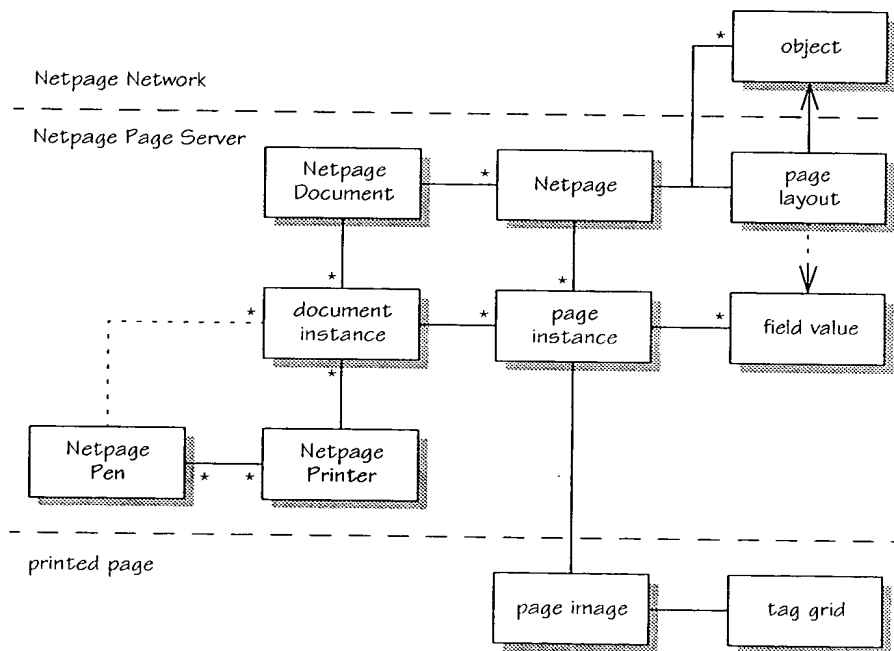 object
*
Netpage Network
Netpage Page Server
Netpage
Document
*
Netpage
page
layout
*
*
*
document
instance
*
page
instance
*
field value
*
Netpage
Pen
*
*
Netpage
Printer
printed page
page image
tag grid